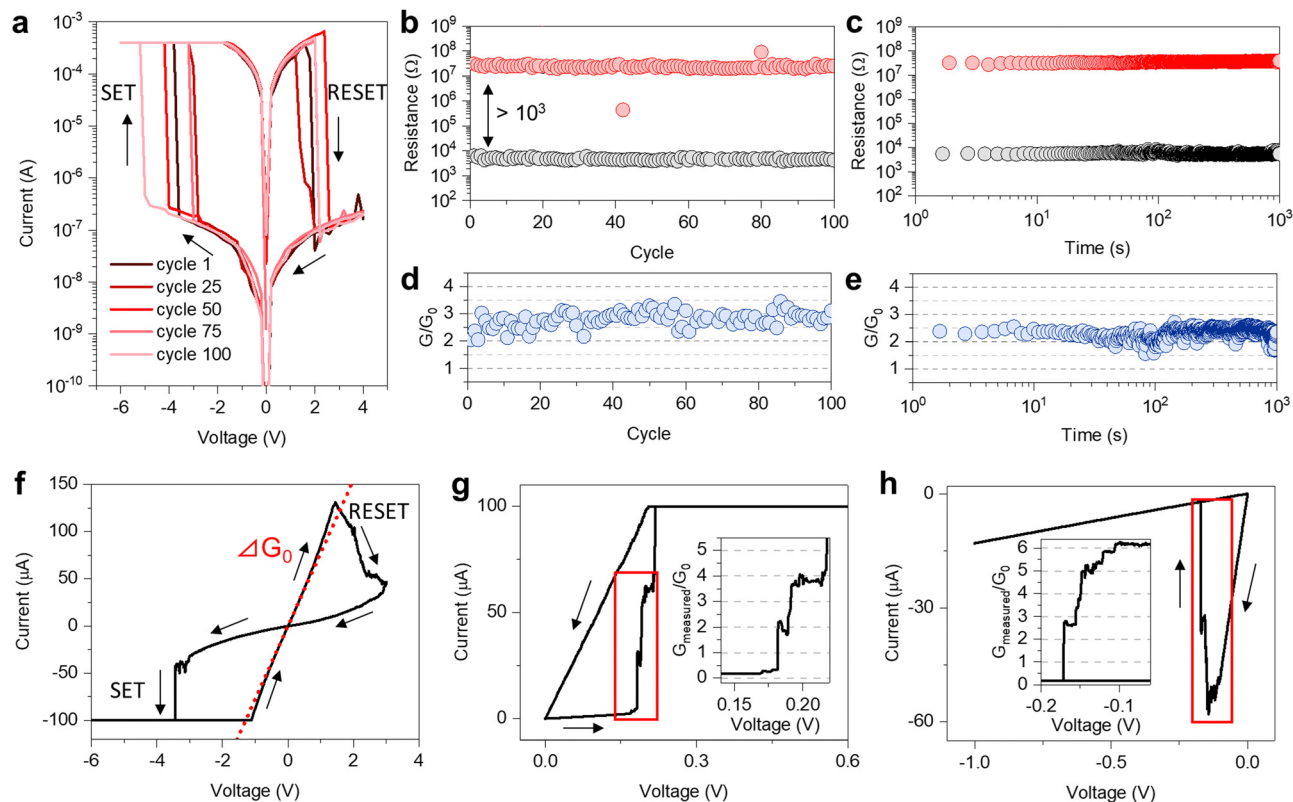 a
10⁻³
10⁻⁴
10⁻⁵
10⁻⁶
10⁻⁷
10⁻⁸
10⁻⁹
10⁻¹⁰
Current (A)
SET
RESET
cycle 1
cycle 25
cycle 50
cycle 75
cycle 100
-6 -4 -2 0 2 4
Voltage (V)
b
10⁹
10⁸
10⁷
10⁶
10⁵
10⁴
10³
10²
Resistance (Ω)
> 10³
0 20 40 60 80 100
Cycle
c
10⁹
10⁸
10⁷
10⁶
10⁵
10⁴
10³
10²
Resistance (Ω)
10⁰ 10¹ 10² 10³
Time (s)
d
4
3
2
1
G/G₀
0 20 40 60 80 100
Cycle
e
4
3
2
1
G/G₀
10⁰ 10¹ 10² 10³
Time (s)
f
150
100
50
0
-50
-100
Current (µA)
RESET
⊿ G₀
SET
-6 -4 -2 0 2 4
Voltage (V)
g
100
50
0
Current (µA)
5
4
3
2
1
0
G_measured/G₀
0.15 0.20
Voltage (V)
0.0 0.3 0.6
Voltage (V)
h
0
-30
-60
Current (µA)
6
5
4
3
2
1
0
G_measured/G₀
-0.2 -0.1
Voltage (V)
-1.0 -0.5 0.0
Voltage (V)